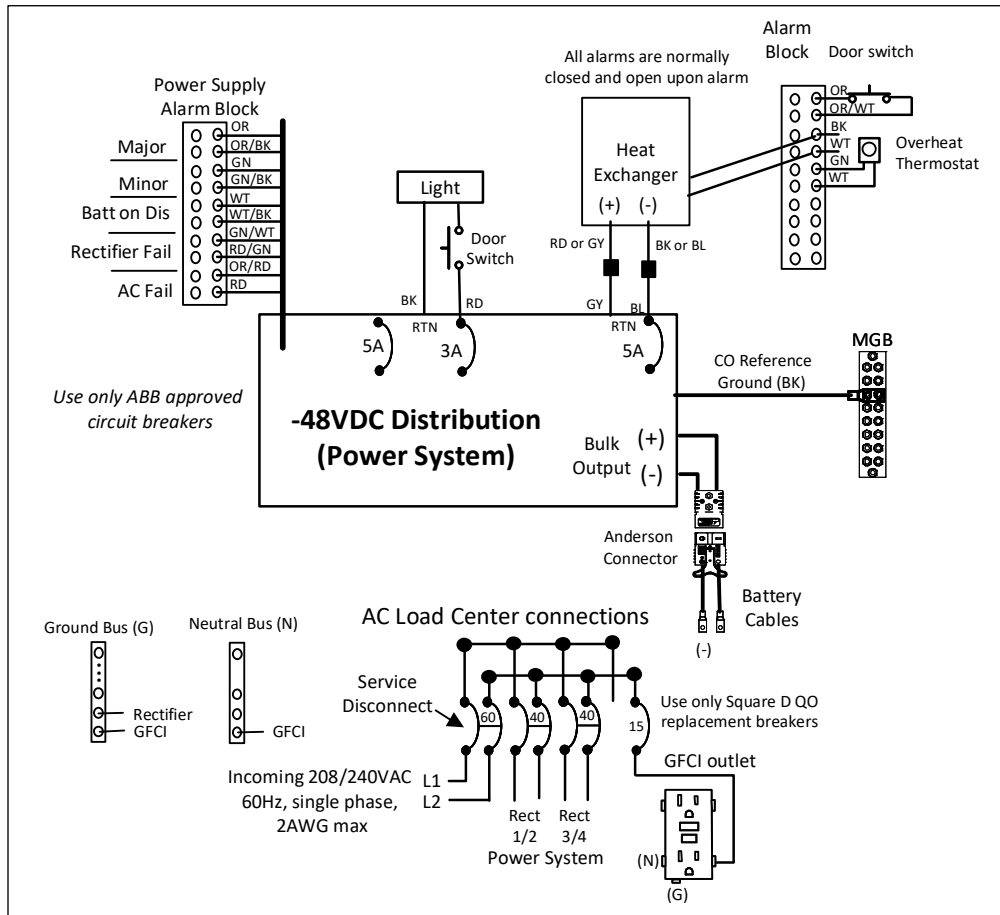 Power Supply
Alarm Block
OR
Major
OR/BK
GN
Minor
GN/BK
WT
Batt on Dis
WT/BK
GN/WT
Rectifier Fail
RD/GN
OR/RD
AC Fail
RD
Light
Door
Switch
BK
RD
RTN
All alarms are normally
closed and open upon alarm
Heat
Exchanger
(+)
(-)
RD or GY
BK or BL
GY
BL
RTN
Alarm
Block
Door switch
OR
OR/WT
BK
WT
GN
WT
Overheat
Thermostat
5A
3A
5A
Use only ABB approved
circuit breakers
-48VDC Distribution
(Power System)
Bulk
Output
(+)
(-)
CO Reference
Ground (BK)
MGB
Anderson
Connector
Battery
Cables
(-)
Ground Bus (G)
Rectifier
GFCI
Neutral Bus (N)
GFCI
AC Load Center connections
Service
Disconnect
60
40
40
15
Use only Square D QO
replacement breakers
GFCI outlet
Incoming 208/240VAC
60Hz, single phase,
2AWG max
L1
L2
Rect
1/2
Rect
3/4
Power System
(N)
(G)